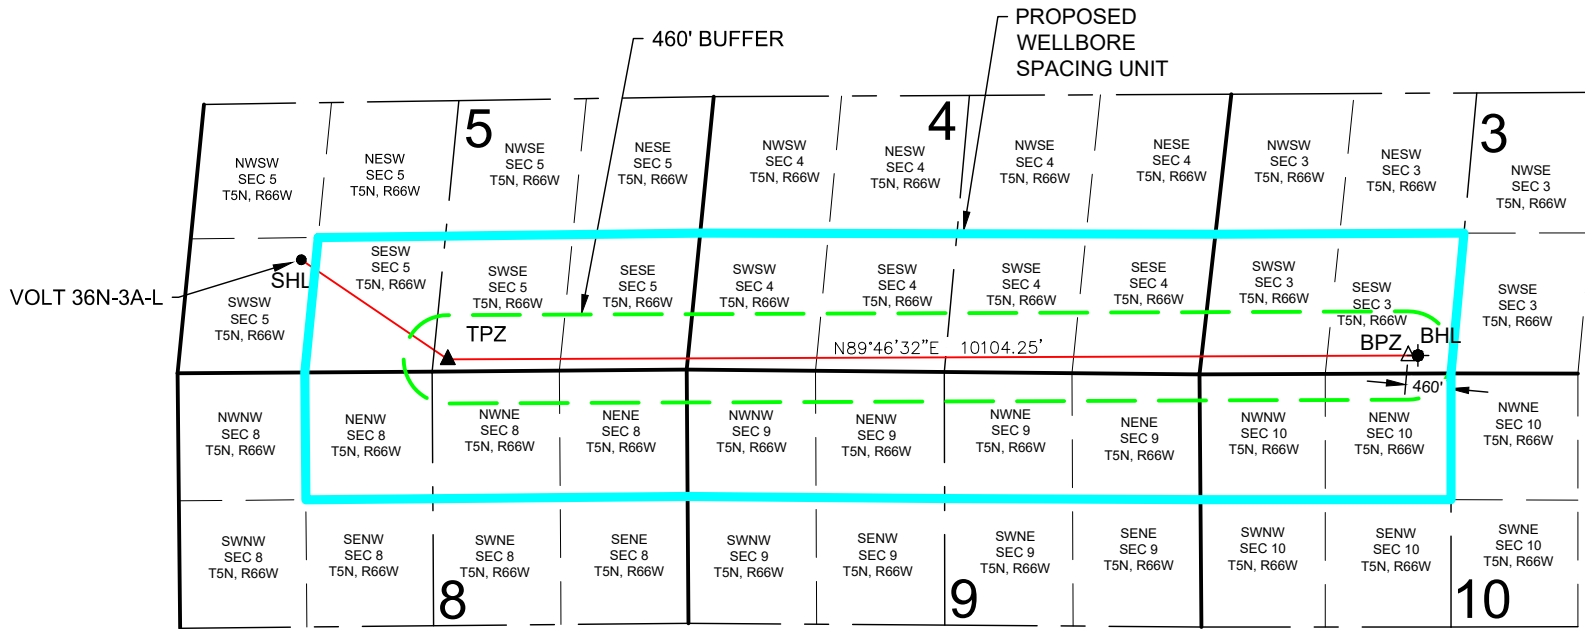 PROPOSED
WELLBORE
SPACING UNIT
460' BUFFER
5
4
3
NWSW
SEC 5
T5N, R66W
NESW
SEC 5
T5N, R66W
NWSE
SEC 5
T5N, R66W
NESE
SEC 5
T5N, R66W
NWSW
SEC 4
T5N, R66W
NESW
SEC 4
T5N, R66W
NWSE
SEC 4
T5N, R66W
NESE
SEC 4
T5N, R66W
NWSW
SEC 3
T5N, R66W
NESW
SEC 3
T5N, R66W
NWSE
SEC 3
T5N, R66W
VOLT 36N-3A-L
SHL
SWSW
SEC 5
T5N, R66W
SESW
SEC 5
T5N, R66W
SWSE
SEC 5
T5N, R66W
SESE
SEC 5
T5N, R66W
SWSW
SEC 4
T5N, R66W
SESW
SEC 4
T5N, R66W
SWSE
SEC 4
T5N, R66W
SESE
SEC 4
T5N, R66W
SWSW
SEC 3
T5N, R66W
SESW
SEC 3
T5N, R66W
SWSE
SEC 3
T5N, R66W
TPZ
N89°46'32"E 10104.25'
BPZ
BHL
460'
NWNW
SEC 8
T5N, R66W
NENW
SEC 8
T5N, R66W
NWNE
SEC 8
T5N, R66W
NENE
SEC 8
T5N, R66W
NWNW
SEC 9
T5N, R66W
NENW
SEC 9
T5N, R66W
NWNE
SEC 9
T5N, R66W
NENE
SEC 9
T5N, R66W
NWNW
SEC 10
T5N, R66W
NENW
SEC 10
T5N, R66W
NWNE
SEC 10
T5N, R66W
SWNW
SEC 8
T5N, R66W
SENW
SEC 8
T5N, R66W
SWNE
SEC 8
T5N, R66W
SENE
SEC 8
T5N, R66W
SWNW
SEC 9
T5N, R66W
SENW
SEC 9
T5N, R66W
SWNE
SEC 9
T5N, R66W
SENE
SEC 9
T5N, R66W
SWNW
SEC 10
T5N, R66W
SENW
SEC 10
T5N, R66W
SWNE
SEC 10
T5N, R66W
8
9
10